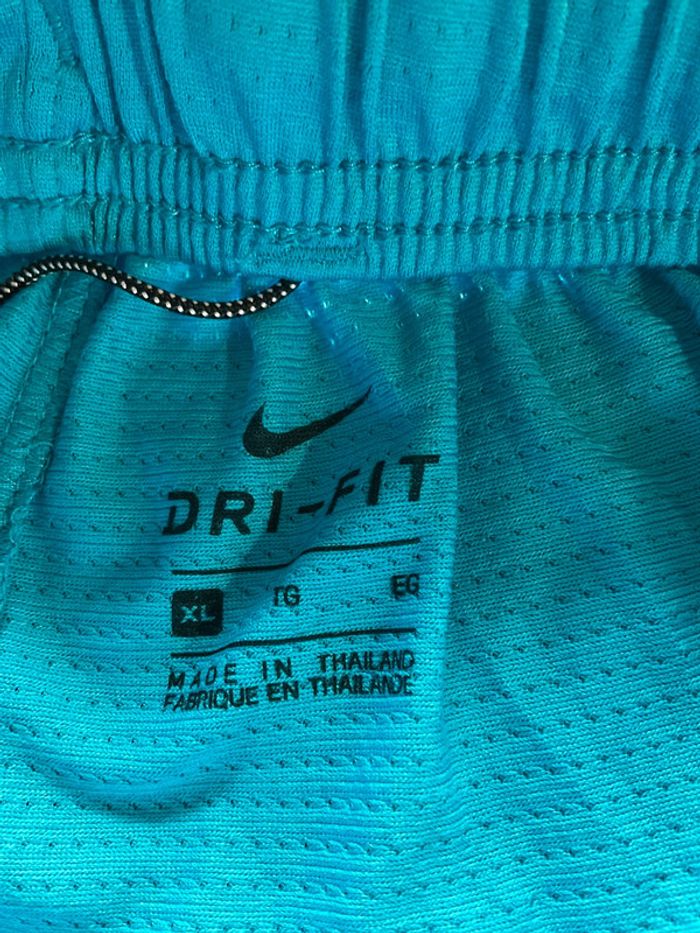 DRI-FIT
XL TG EG
MADE IN THAILAND
FABRIQUE EN THAILANDE